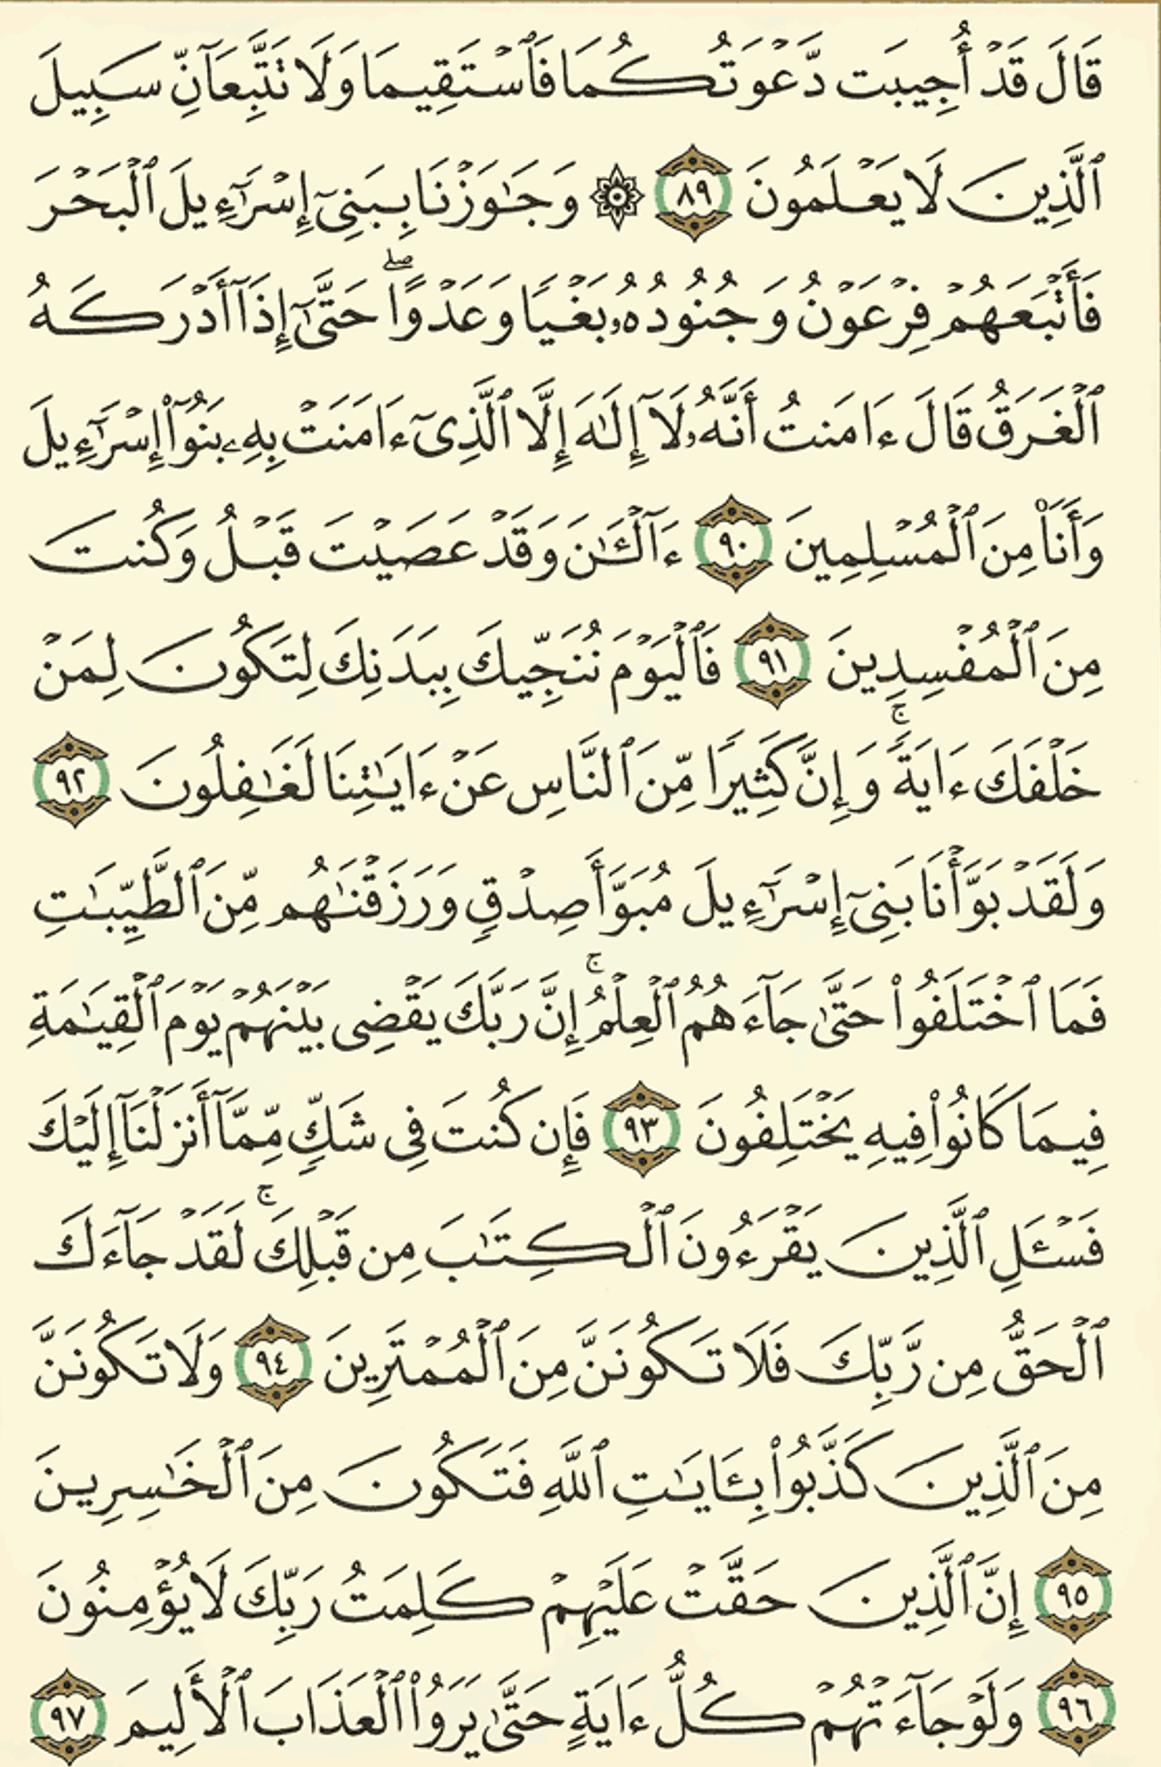 قَالَ قَدۡ أُجِيبَت دَّعۡوَتُكُمَا فَٱسۡتَقِيمَا وَلَا تَتَّبِعَآنِّ سَبِيلَ
ٱلَّذِينَ لَا يَعۡلَمُونَ ٨٩ ۞ وَجَٰوَزۡنَا بِبَنِيٓ إِسۡرَٰٓءِيلَ ٱلۡبَحۡرَ
فَأَتۡبَعَهُمۡ فِرۡعَوۡنُ وَجُنُودُهُۥ بَغۡيٗا وَعَدۡوًاۖ حَتَّىٰٓ إِذَآ أَدۡرَكَهُ
ٱلۡغَرَقُ قَالَ ءَامَنتُ أَنَّهُۥ لَآ إِلَٰهَ إِلَّا ٱلَّذِيٓ ءَامَنَتۡ بِهِۦ بَنُوٓاْ إِسۡرَٰٓءِيلَ
وَأَنَا۠ مِنَ ٱلۡمُسۡلِمِينَ ٩٠ ءَآلۡـَٰٔنَ وَقَدۡ عَصَيۡتَ قَبۡلُ وَكُنتَ
مِنَ ٱلۡمُفۡسِدِينَ ٩١ فَٱلۡيَوۡمَ نُنَجِّيكَ بِبَدَنِكَ لِتَكُونَ لِمَنۡ
خَلۡفَكَ ءَايَةٗۚ وَإِنَّ كَثِيرٗا مِّنَ ٱلنَّاسِ عَنۡ ءَايَٰتِنَا لَغَٰفِلُونَ ٩٢
وَلَقَدۡ بَوَّأۡنَا بَنِيٓ إِسۡرَٰٓءِيلَ مُبَوَّأَ صِدۡقٖ وَرَزَقۡنَٰهُم مِّنَ ٱلطَّيِّبَٰتِ
فَمَا ٱخۡتَلَفُواْ حَتَّىٰ جَآءَهُمُ ٱلۡعِلۡمُۚ إِنَّ رَبَّكَ يَقۡضِي بَيۡنَهُمۡ يَوۡمَ ٱلۡقِيَٰمَةِ
فِيمَا كَانُواْ فِيهِ يَخۡتَلِفُونَ ٩٣ فَإِن كُنتَ فِي شَكّٖ مِّمَّآ أَنزَلۡنَآ إِلَيۡكَ
فَسۡـَٔلِ ٱلَّذِينَ يَقۡرَءُونَ ٱلۡكِتَٰبَ مِن قَبۡلِكَۚ لَقَدۡ جَآءَكَ
ٱلۡحَقُّ مِن رَّبِّكَ فَلَا تَكُونَنَّ مِنَ ٱلۡمُمۡتَرِينَ ٩٤ وَلَا تَكُونَنَّ
مِنَ ٱلَّذِينَ كَذَّبُواْ بِـَٔايَٰتِ ٱللَّهِ فَتَكُونَ مِنَ ٱلۡخَٰسِرِينَ
٩٥ إِنَّ ٱلَّذِينَ حَقَّتۡ عَلَيۡهِمۡ كَلِمَتُ رَبِّكَ لَا يُؤۡمِنُونَ
٩٦ وَلَوۡ جَآءَتۡهُمۡ كُلُّ ءَايَةٍ حَتَّىٰ يَرَوُاْ ٱلۡعَذَابَ ٱلۡأَلِيمَ ٩٧